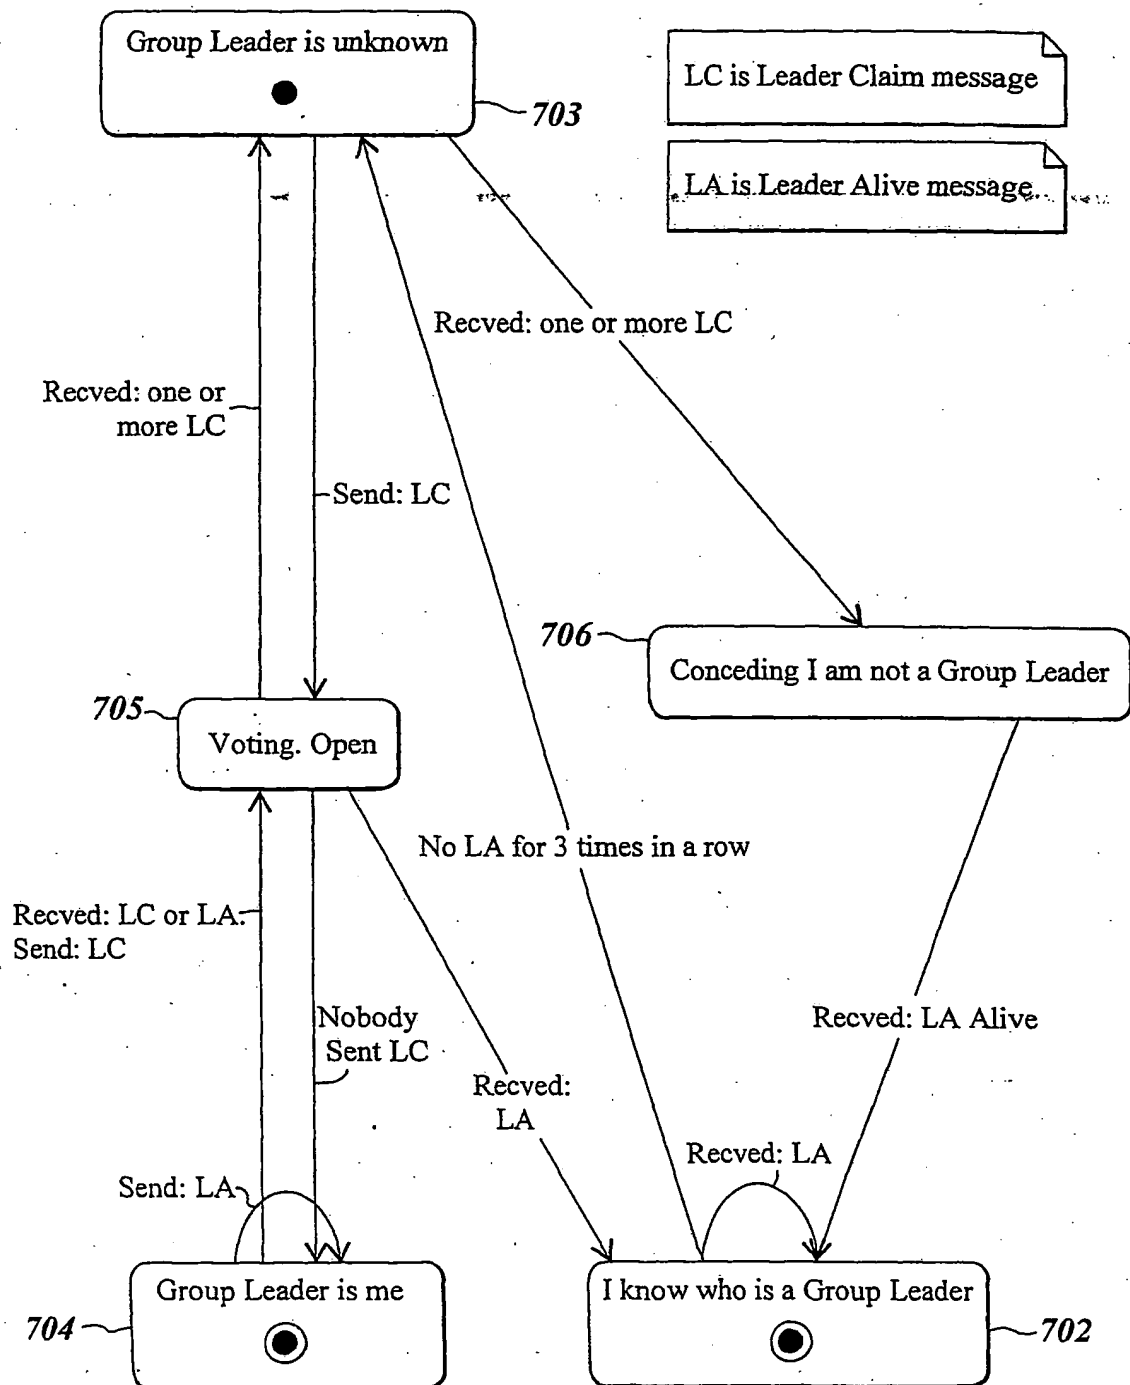 Group Leader is unknown
703
LC is Leader Claim message
LA is Leader Alive message
Recved: one or more LC
Recved: one or
more LC
Send: LC
706
Conceding I am not a Group Leader
705
Voting. Open
No LA for 3 times in a row
Recved: LC or LA.
Send: LC
Nobody
Sent LC
Recved: LA Alive
Recved:
LA
Recved: LA
Send: LA
Group Leader is me
704
I know who is a Group Leader
702